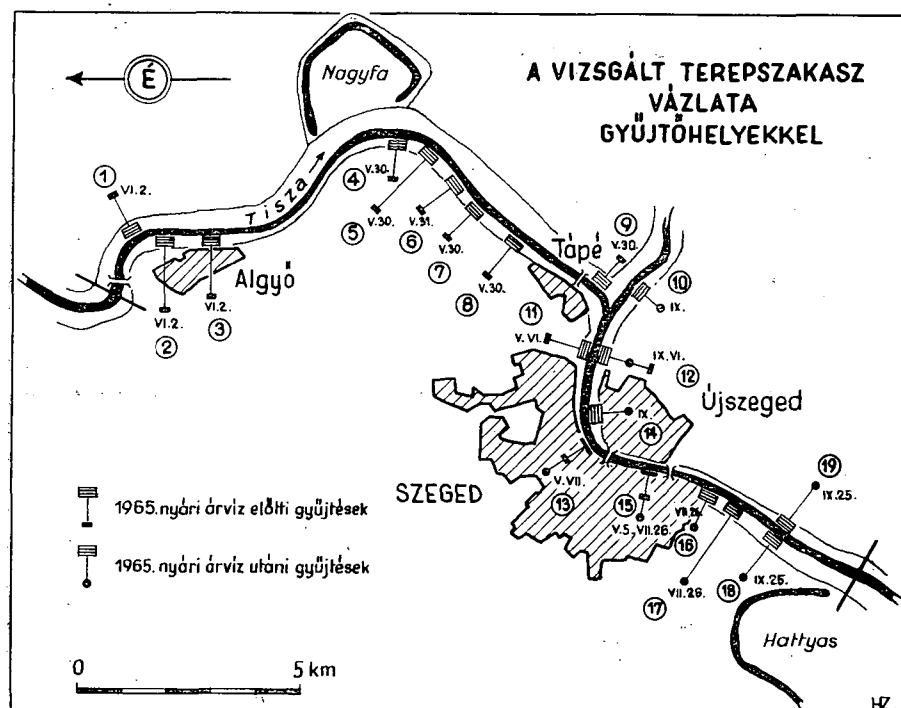 A VIZSGÁLT TEREPSZAKASZ
VÁZLATA
GYŰJTŐHELYEKKEL
É
Nagyfa
Tisza
1
VI.2.
2
VI.2.
3
VI.2.
Algyő
4
V.30.
5
V.30.
6
V.31.
7
V.30.
8
V.30.
Tápé
9
V.30.
10
IX.
11
V. VI.
12
IX. VI.
Újszeged
14
IX.
SZEGED
13
V. VII.
15
V.5., VII.26.
16
VII.26.
17
VII.26.
18
IX.25.
19
IX.25.
Hattyas
1965. nyári árvíz előtti gyűjtések
1965. nyári árvíz utáni gyűjtések
0 5 km
HZ